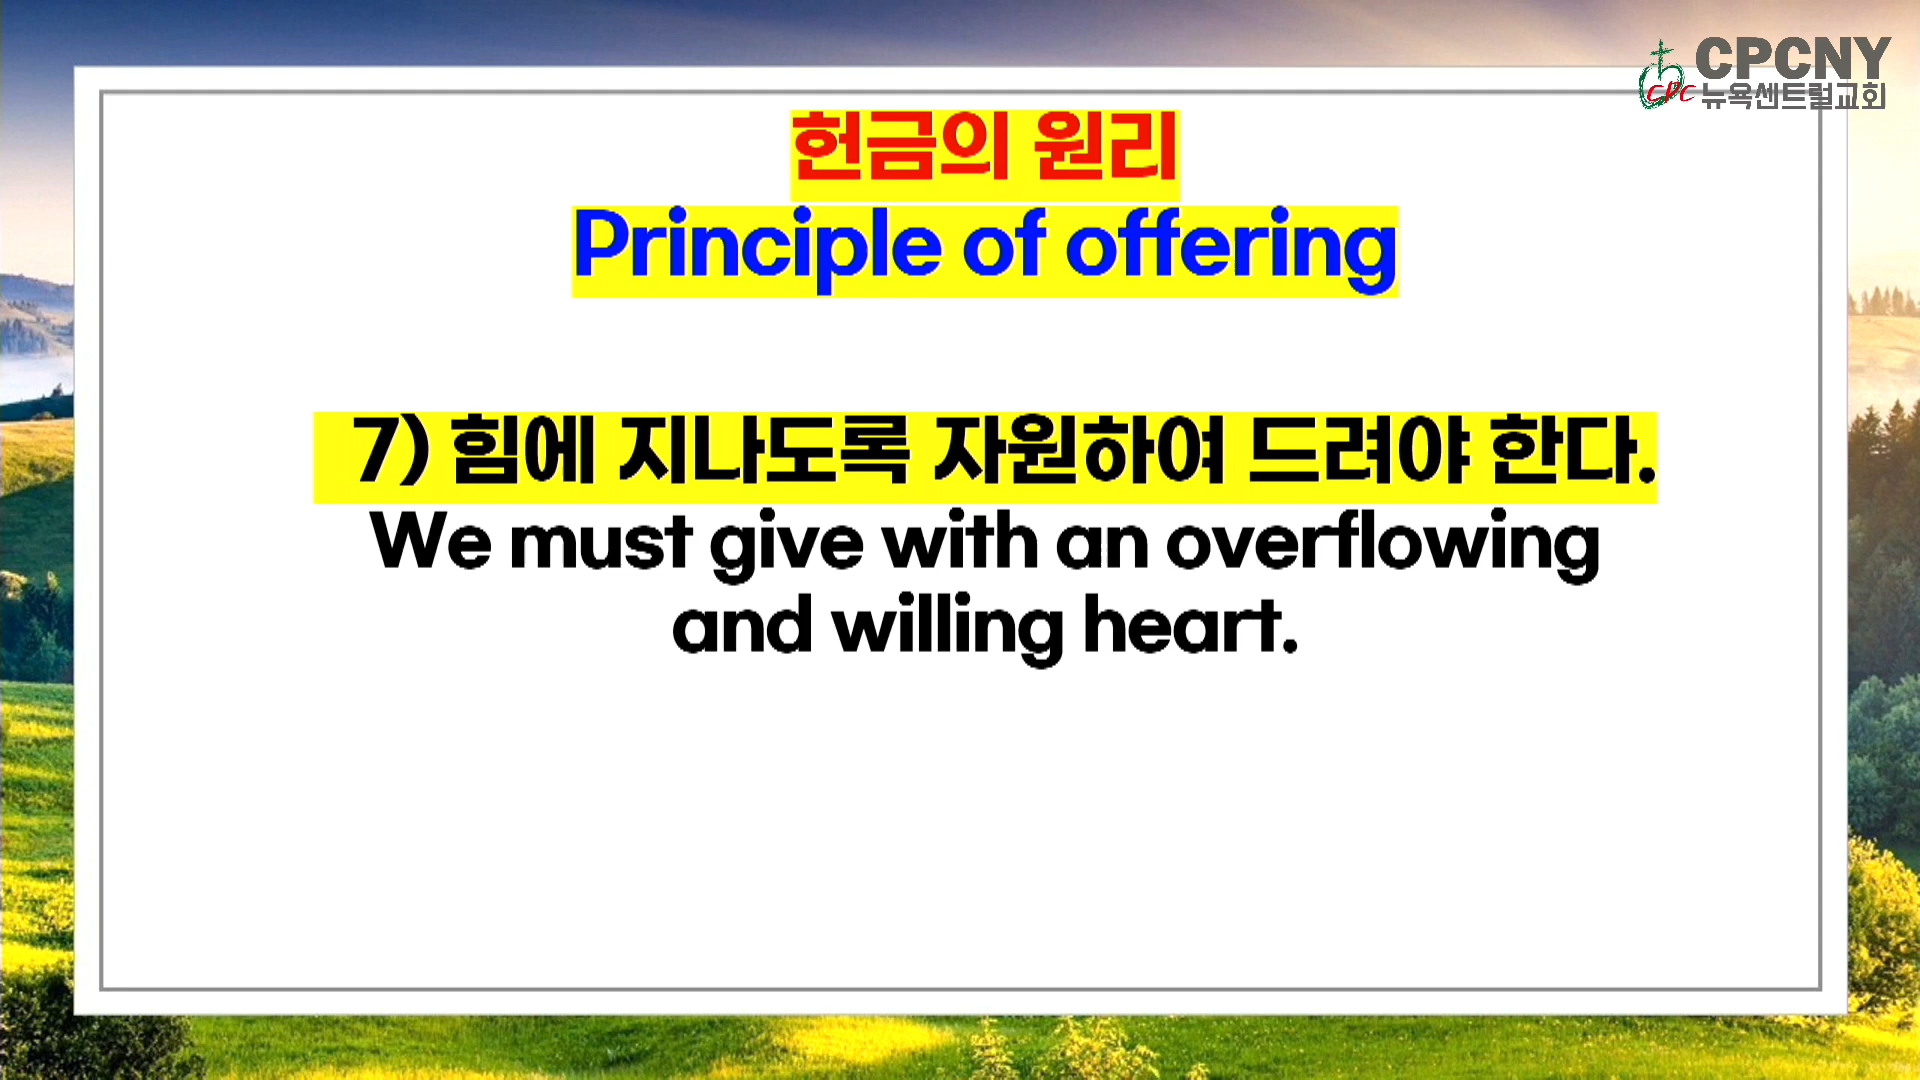 CPCNY
CPC 뉴욕센트럴교회
헌금의 원리
Principle of offering
7) 힘에 지나도록 자원하여 드려야 한다.
We must give with an overflowing
and willing heart.